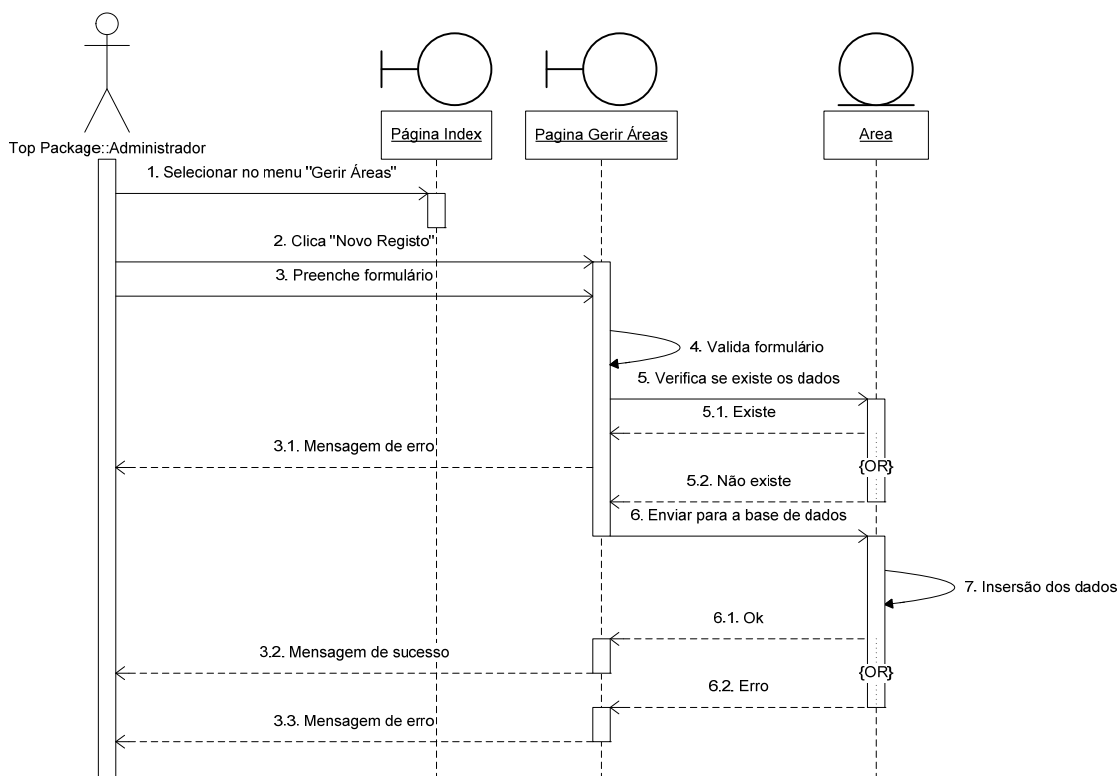 Top Package::Administrador
Página Index
Pagina Gerir Áreas
Area
1. Selecionar no menu "Gerir Áreas"
2. Clica "Novo Registo"
3. Preenche formulário
4. Valida formulário
5. Verifica se existe os dados
5.1. Existe
3.1. Mensagem de erro
{OR}
5.2. Não existe
6. Enviar para a base de dados
7. Insersão dos dados
6.1. Ok
3.2. Mensagem de sucesso
{OR}
6.2. Erro
3.3. Mensagem de erro